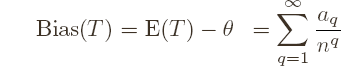 Bias(T) = E(T) − θ = ∑_{q=1}^{∞} a_q / n^q